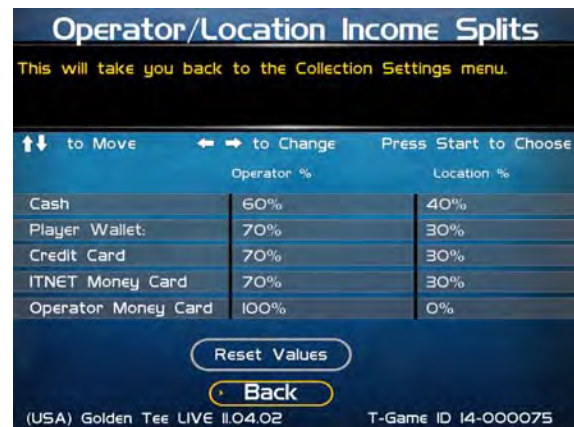 Operator/Location Income Splits
This will take you back to the Collection Settings menu.
to Move to Change Press Start to Choose
Operator % Location %
Cash 60% 40%
Player Wallet: 70% 30%
Credit Card 70% 30%
ITNET Money Card 70% 30%
Operator Money Card 100% 0%
Reset Values
Back
(USA) Golden Tee LIVE 11.04.02 T-Game ID 14-000075